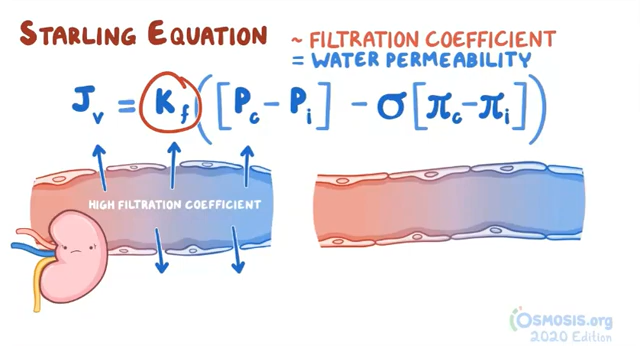 STARLING EQUATION
~ FILTRATION COEFFICIENT
= WATER PERMEABILITY
Jv = Kf([Pc - Pi] - σ[πc - πi])
HIGH FILTRATION COEFFICIENT
OSMOSIS.org
2020 Edition